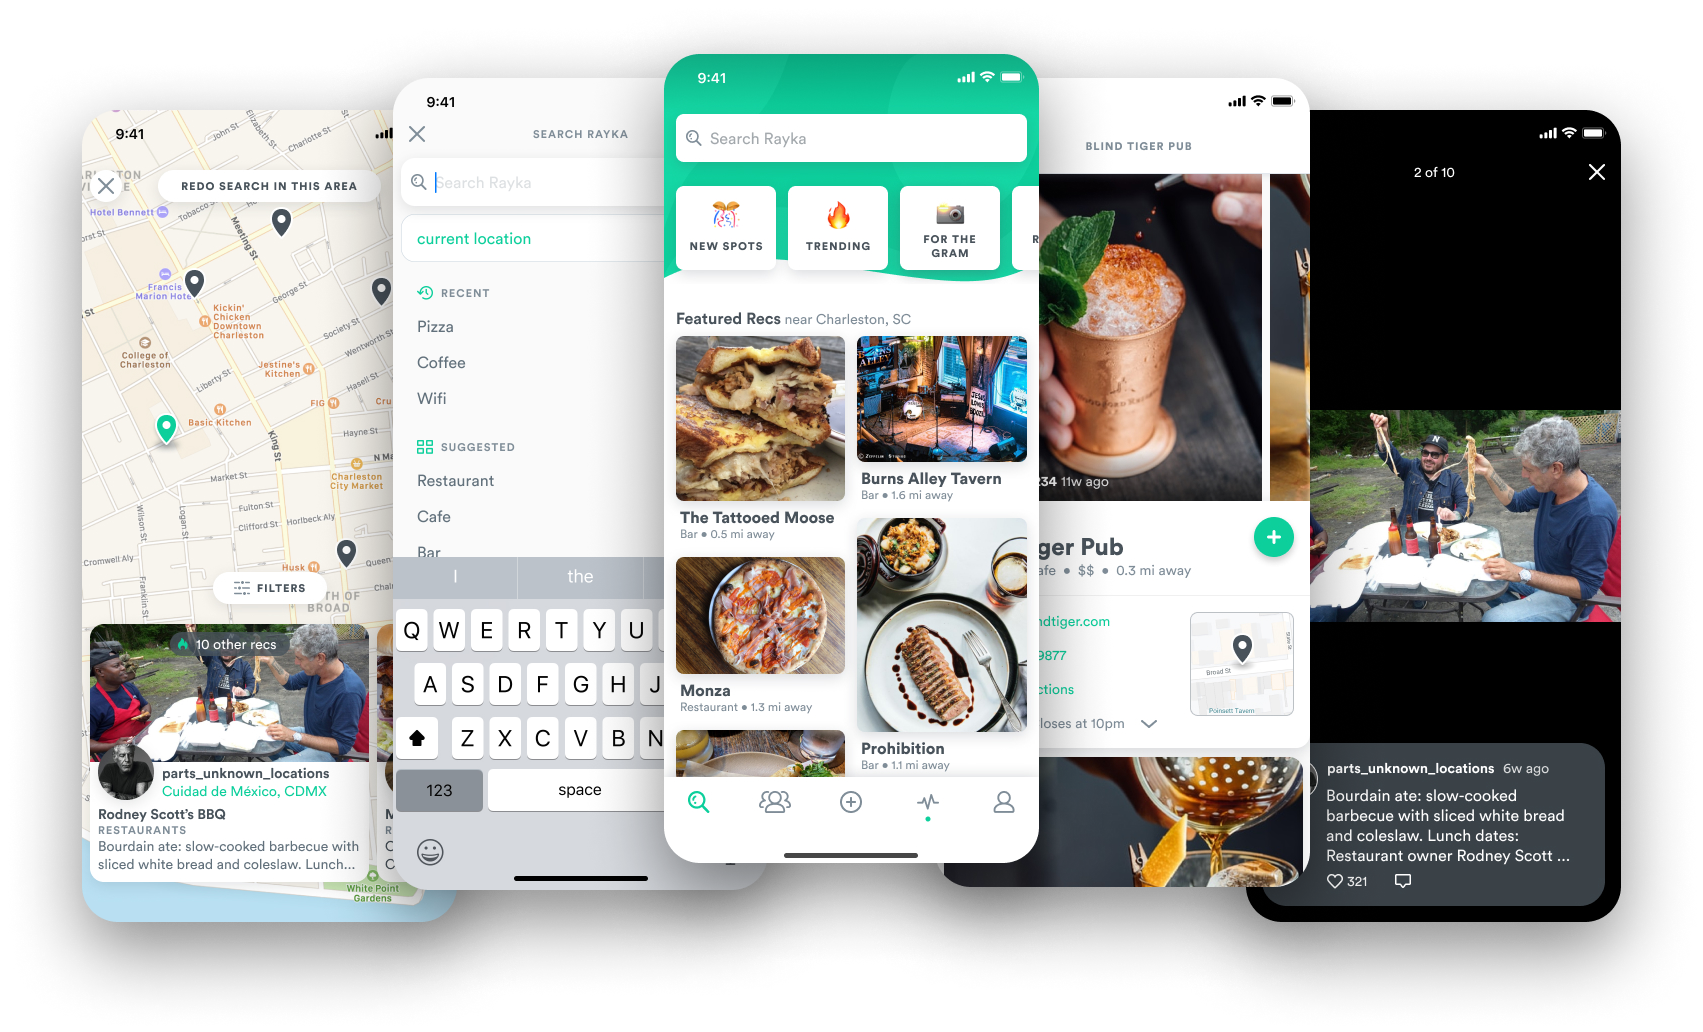 9:41
REDO SEARCH IN THIS AREA
John St
Elizabeth St
Charlotte St
Hotel Bennett
Tobacco St
Meeting St
Francis
Marion Hote
George St
Kickin'
Chicken
Downtown
Charleston
Society St
Wentworth St
College of
Charleston
Jestine's
Kitchen
Liberty St
Hasell St
FIG
Cru
Basic Kitchen
King St
Hayne St
N Ma
Market St
Charleston
City Market
Wilson St
Logan St
Fulton St
Clifford St
Horlbeck Aly
Cromwell Aly
Franklin St
Husk
Queen
Chal
FILTERS
TH OF
BROAD
10 other recs
parts_unknown_locations
Cuidad de México, CDMX
Rodney Scott's BBQ
RESTAURANTS
Bourdain ate: slow-cooked barbecue with
sliced white bread and coleslaw. Lunch...
White Point
Gardens
9:41
SEARCH RAYKA
Search Rayka
current location
RECENT
Pizza
Coffee
Wifi
SUGGESTED
Restaurant
Cafe
Bar
I the
Q W E R T Y U
A S D F G H J
Z X C V B N
123 space
9:41
Search Rayka
NEW SPOTS
TRENDING
FOR THE
GRAM
R
Featured Recs near Charleston, SC
The Tattooed Moose
Bar • 0.5 mi away
Burns Alley Tavern
Bar • 1.6 mi away
Monza
Restaurant • 1.3 mi away
Prohibition
Bar • 1.1 mi away
BLIND TIGER PUB
234 11w ago
ger Pub
afe • $$ • 0.3 mi away
ndtiger.com
9877
ctions
loses at 10pm
Broad St
State St
Poinsett Tavern
2 of 10
parts_unknown_locations 6w ago
Bourdain ate: slow-cooked
barbecue with sliced white bread
and coleslaw. Lunch dates:
Restaurant owner Rodney Scott ...
321